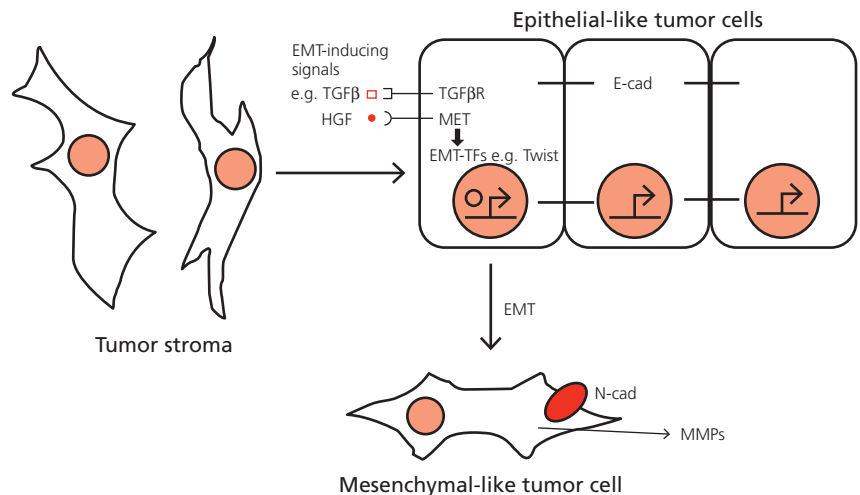 Epithelial-like tumor cells
EMT-inducing
signals
e.g. TGFβ
TGFβR
HGF
MET
EMT-TFs e.g. Twist
E-cad
Tumor stroma
EMT
N-cad
MMPs
Mesenchymal-like tumor cell